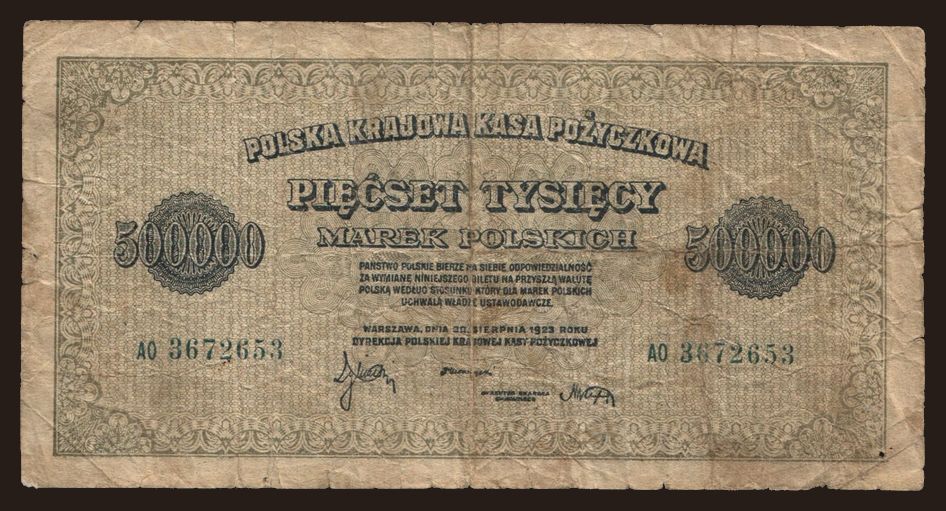 POLSKA KRAJOWA KASA POŻYCZKOWA
PIĘĆSET TYSIĘCY
MAREK POLSKICH
500000 500000
PAŃSTWO POLSKIE BIERZE NA SIEBIE ODPOWIEDZIALNOŚĆ
ZA WYMIANĘ NINIEJSZEGO BILETU NA PRZYSZŁĄ WALUTĘ
POLSKĄ WEDŁUG STOSUNKU, KTÓRY DLA MAREK POLSKICH
UCHWALĄ WŁADZE USTAWODAWCZE.
WARSZAWA, DNIA 30. SIERPNIA 1923 ROKU
DYREKCJA POLSKIEJ KRAJOWEJ KASY POŻYCZKOWEJ
AO 3672653 AO 3672653